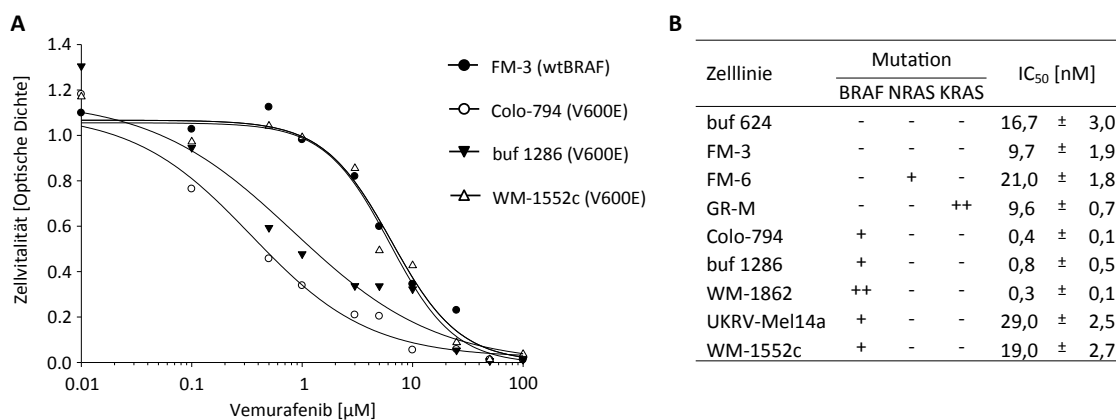 A
Zellvitalität [Optische Dichte]
1.4
1.2
1.0
0.8
0.6
0.4
0.2
0.0
0.01 0.1 1 10 100
Vemurafenib [µM]
FM-3 (wtBRAF)
Colo-794 (V600E)
buf 1286 (V600E)
WM-1552c (V600E)
B
Zelllinie Mutation IC50 [nM]
BRAF NRAS KRAS
buf 624 - - - 16,7 ± 3,0
FM-3 - - - 9,7 ± 1,9
FM-6 - + - 21,0 ± 1,8
GR-M - - ++ 9,6 ± 0,7
Colo-794 + - - 0,4 ± 0,1
buf 1286 + - - 0,8 ± 0,5
WM-1862 ++ - - 0,3 ± 0,1
UKRV-Mel14a + - - 29,0 ± 2,5
WM-1552c + - - 19,0 ± 2,7